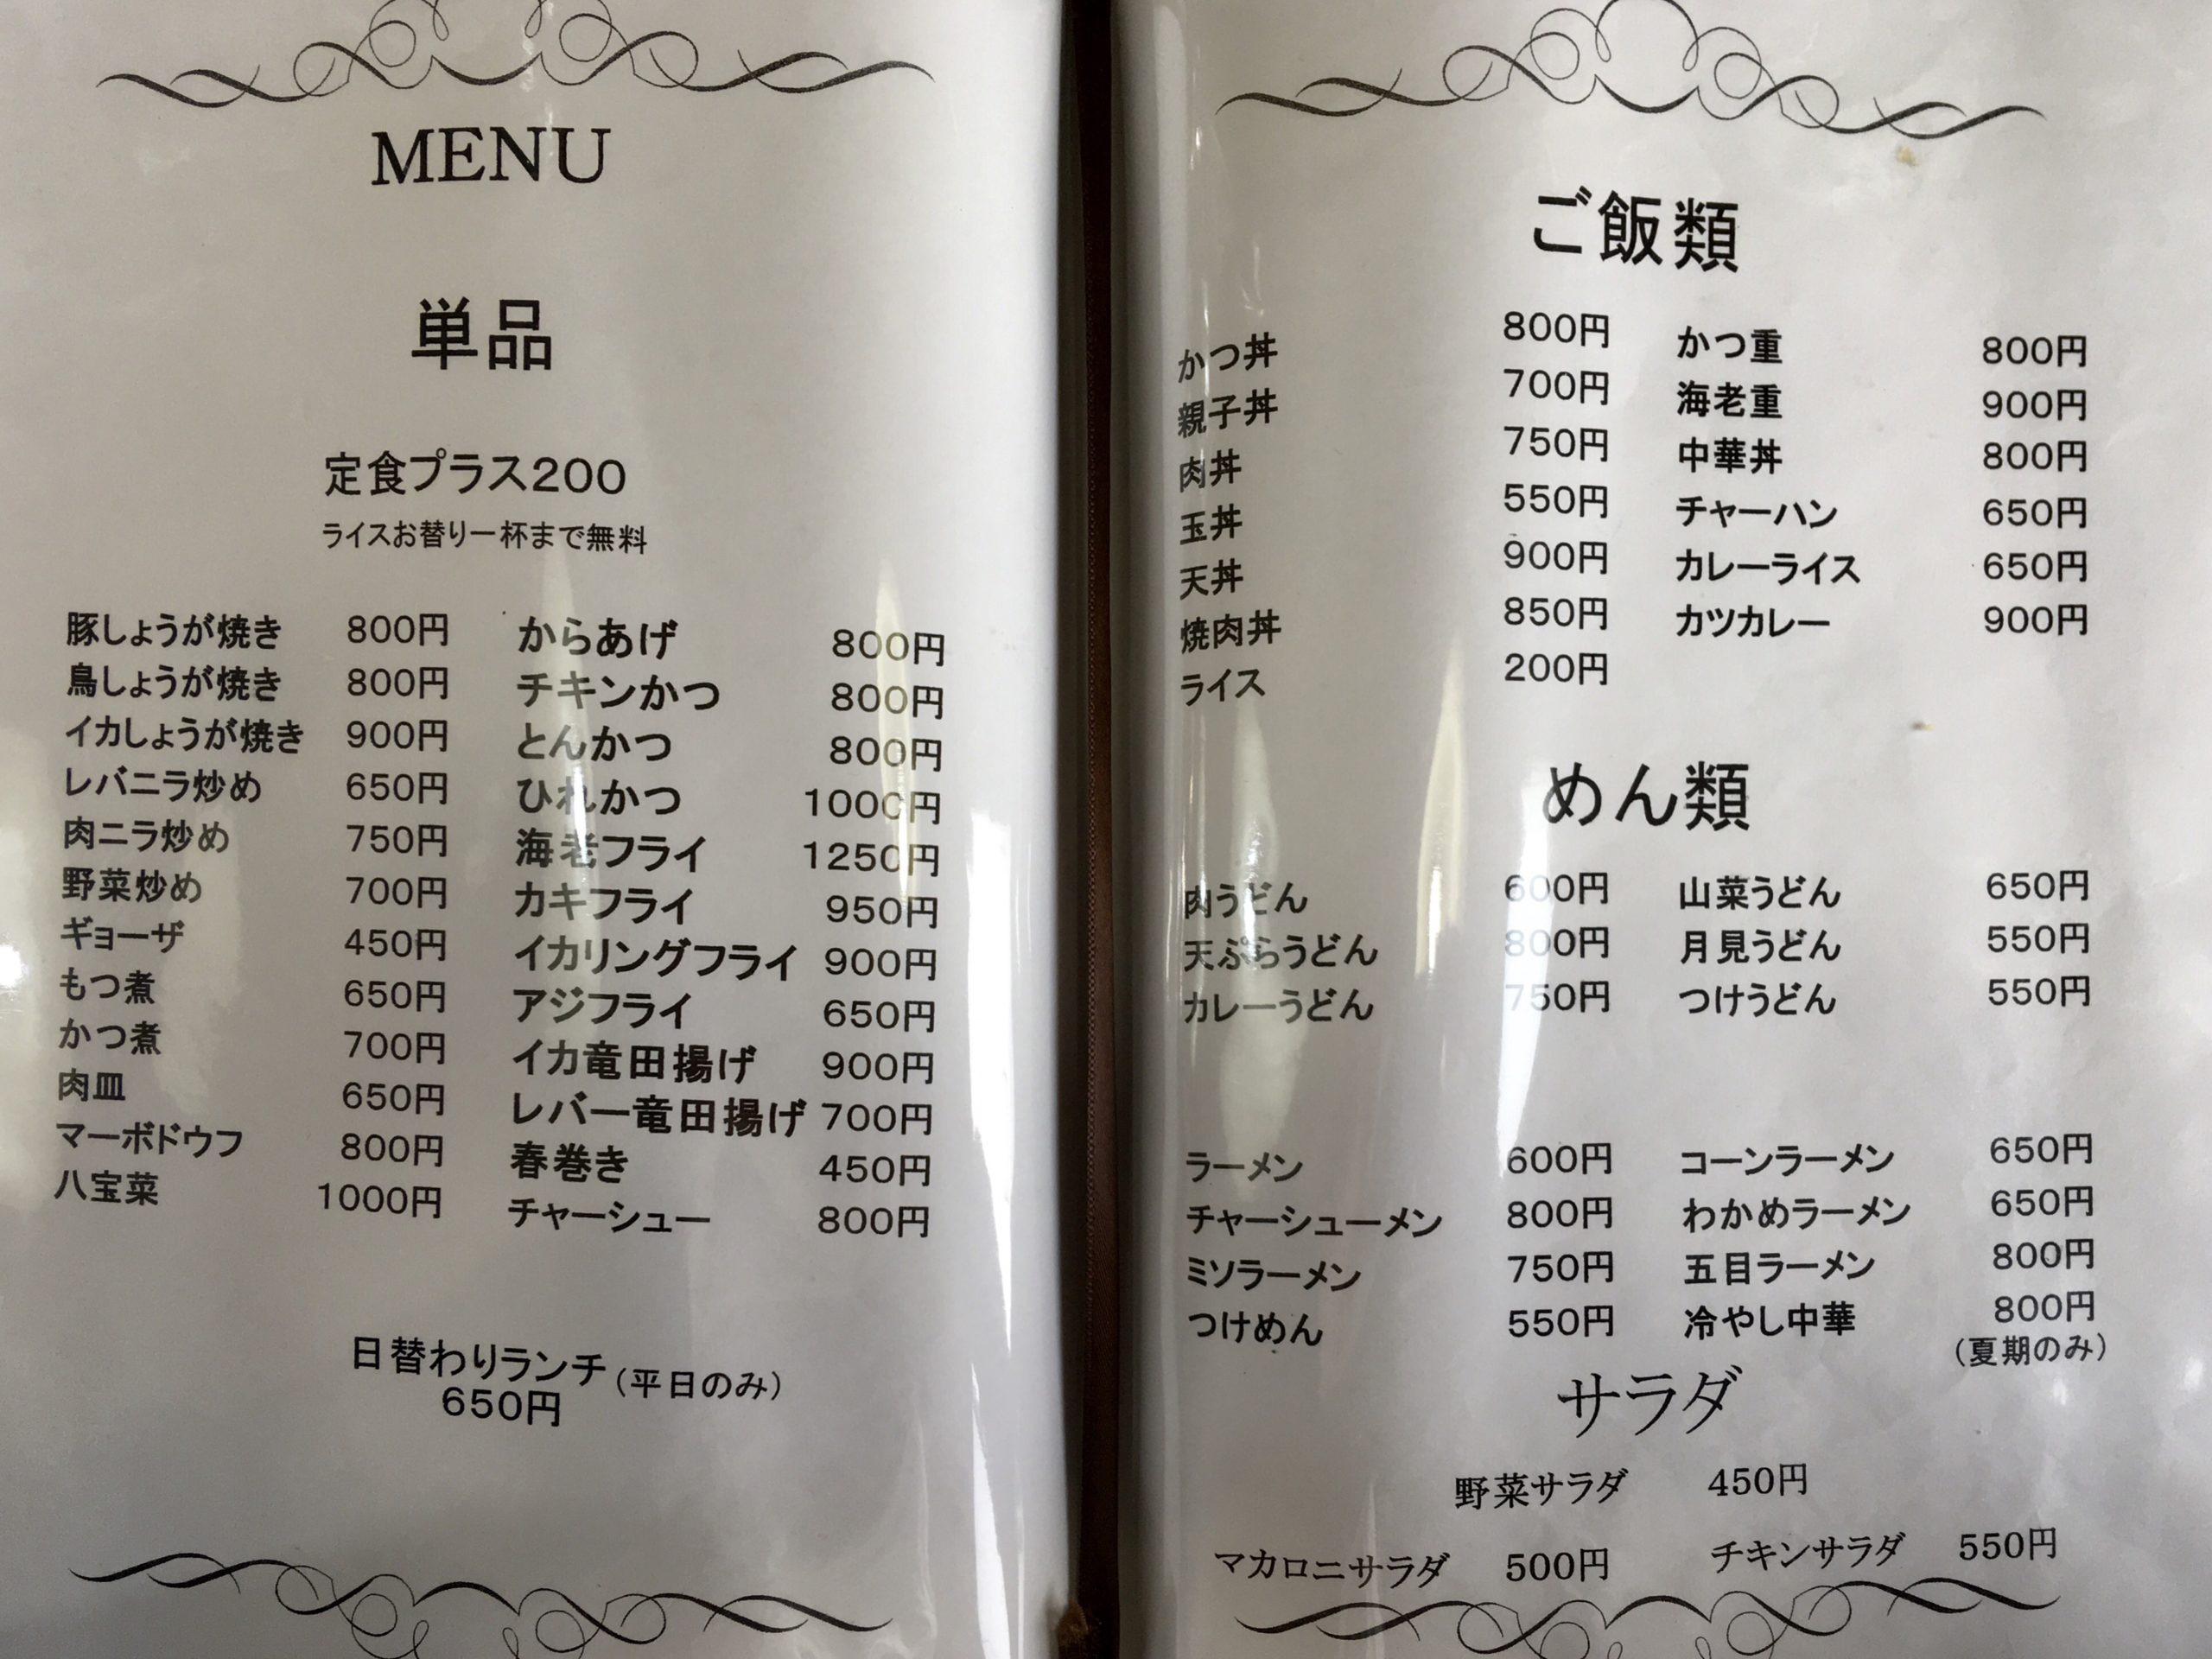 MENU
単品
定食プラス200
ライスお替り一杯まで無料
豚しょうが焼き 800円 からあげ 800円
鳥しょうが焼き 800円 チキンかつ 800円
イカしょうが焼き 900円 とんかつ 800円
レバニラ炒め 650円 ひれかつ 1000円
肉ニラ炒め 750円 海老フライ 1250円
野菜炒め 700円 カキフライ 950円
ギョーザ 450円 イカリングフライ 900円
もつ煮 650円 アジフライ 650円
かつ煮 700円 イカ竜田揚げ 900円
肉皿 650円 レバー竜田揚げ 700円
マーボドウフ 800円 春巻き 450円
八宝菜 1000円 チャーシュー 800円
日替わりランチ(平日のみ)
650円
ご飯類
かつ丼 800円 かつ重 800円
親子丼 700円 海老重 900円
肉丼 750円 中華丼 800円
玉丼 550円 チャーハン 650円
天丼 900円 カレーライス 650円
焼肉丼 850円 カツカレー 900円
ライス 200円
めん類
肉うどん 600円 山菜うどん 650円
天ぷらうどん 800円 月見うどん 550円
カレーうどん 750円 つけうどん 550円
ラーメン 600円 コーンラーメン 650円
チャーシューメン 800円 わかめラーメン 650円
ミソラーメン 750円 五目ラーメン 800円
つけめん 550円 冷やし中華 800円
(夏期のみ)
サラダ
野菜サラダ 450円
マカロニサラダ 500円 チキンサラダ 550円